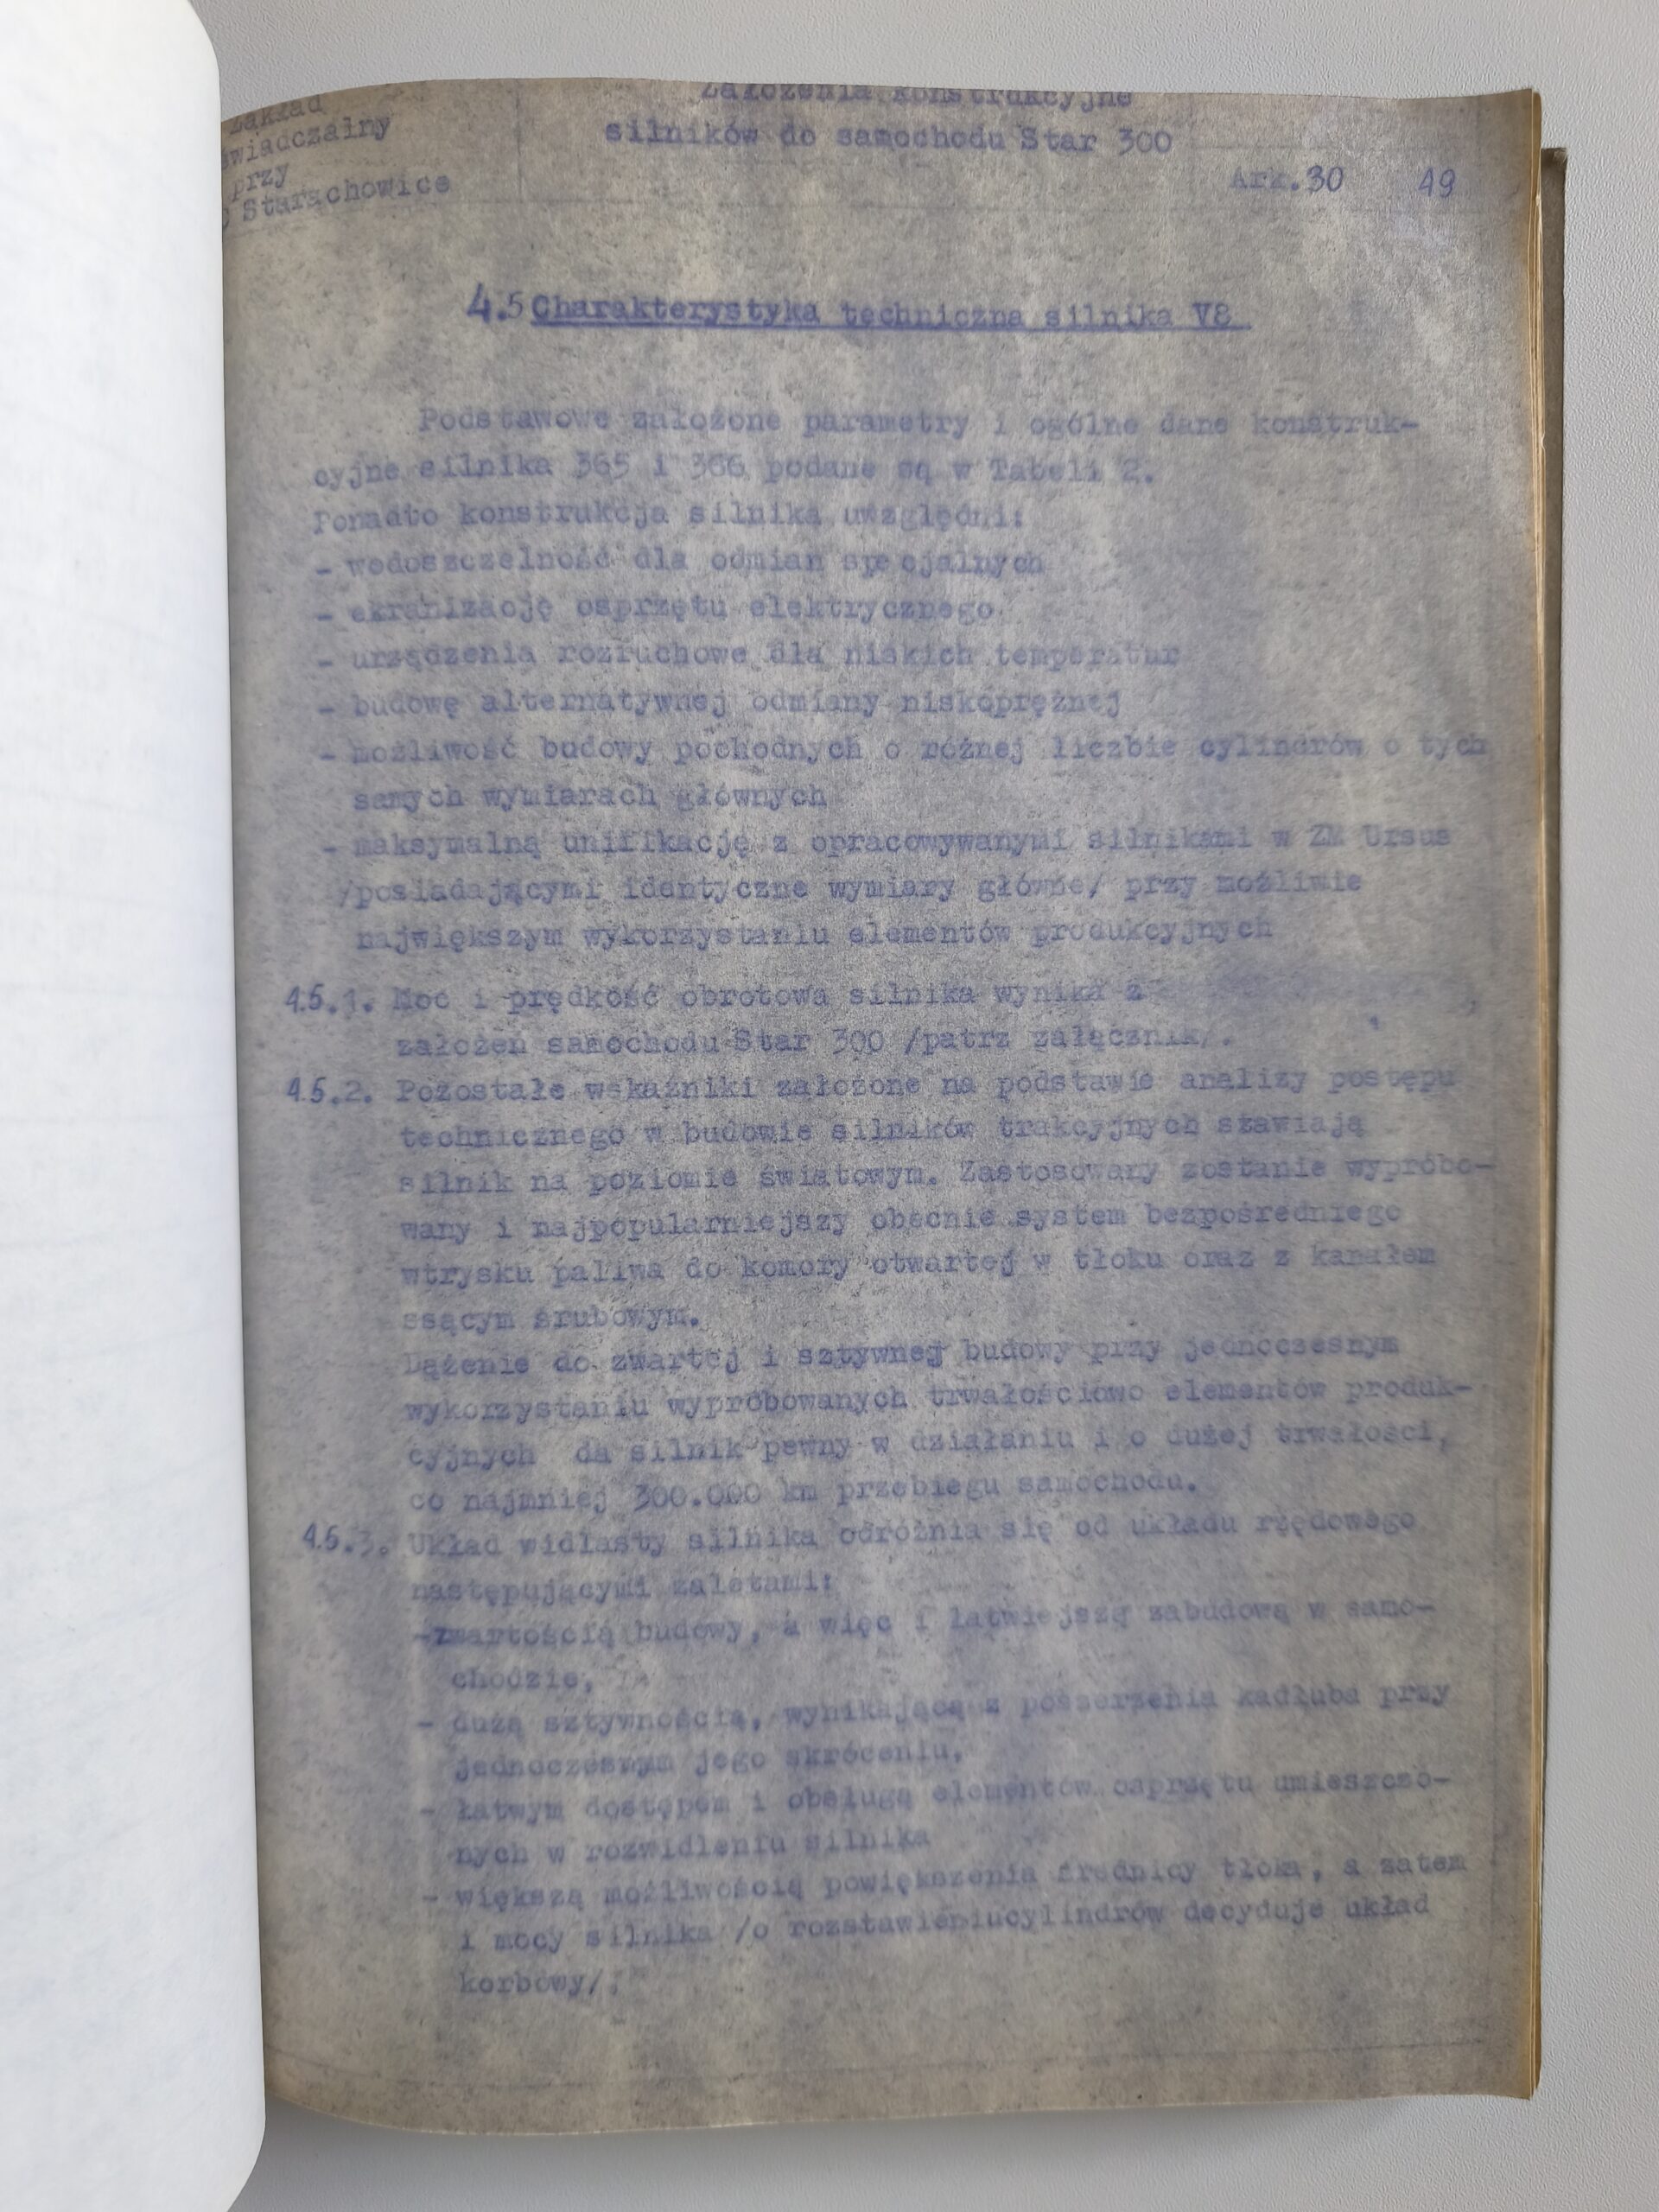 Zakład
świadczalny
przy
C Starachowice
Założenia konstrukcyjne
silników do samochodu Star 300
Ark.30 49
4.5 Charakterystyka techniczna silnika V8
Podstawowe założone parametry i ogólne dane konstruk-
cyjne silnika 365 i 366 podane są w Tabeli 2.
Ponadto konstrukcja silnika uwzględni:
- wodoszczelność dla odmian specjalnych
- ekranizację osprzętu elektrycznego
- urządzenia rozruchowe dla niskich temperatur
- budowę alternatywnej odmiany niskoprężnej
- możliwość budowy pochodnych o różnej liczbie cylindrów o tych
samych wymiarach głównych
- maksymalną unifikację z opracowywanymi silnikami w ZM Ursus
/posiadającymi identyczne wymiary główne/ przy możliwie
największym wykorzystaniu elementów produkcyjnych
4.5.1. Moc i prędkość obrotowa silnika wynika z
założeń samochodu Star 300 /patrz załącznik/.
4.5.2. Pozostałe wskaźniki założone na podstawie analizy postępu
technicznego w budowie silników trakcyjnych stawiają
silnik na poziomie światowym. Zastosowany zostanie wypróbo-
wany i najpopularniejszy obecnie system bezpośredniego
wtrysku paliwa do komory otwartej w tłoku oraz z kanałem
ssącym śrubowym.
Dążenie do zwartej i sztywnej budowy przy jednoczesnym
wykorzystaniu wypróbowanych trwałościowo elementów produk-
cyjnych da silnik pewny w działaniu i o dużej trwałości,
co najmniej 300.000 km przebiegu samochodu.
4.5.3. Układ widlasty silnika odróżnia się od układu rzędowego
następującymi zaletami:
-zwartością budowy, a więc i łatwiejszą zabudową w samo-
chodzie,
- dużą sztywnością, wynikającą z poszerzenia kadłuba przy
jednoczesnym jego skróceniu,
- łatwym dostępem i obsługą elementów osprzętu umieszczo-
nych w rozwidleniu silnika
- większą możliwością powiększenia średnicy tłoka, a zatem
i mocy silnika /o rozstawieniucylindrów decyduje układ
korbowy/,